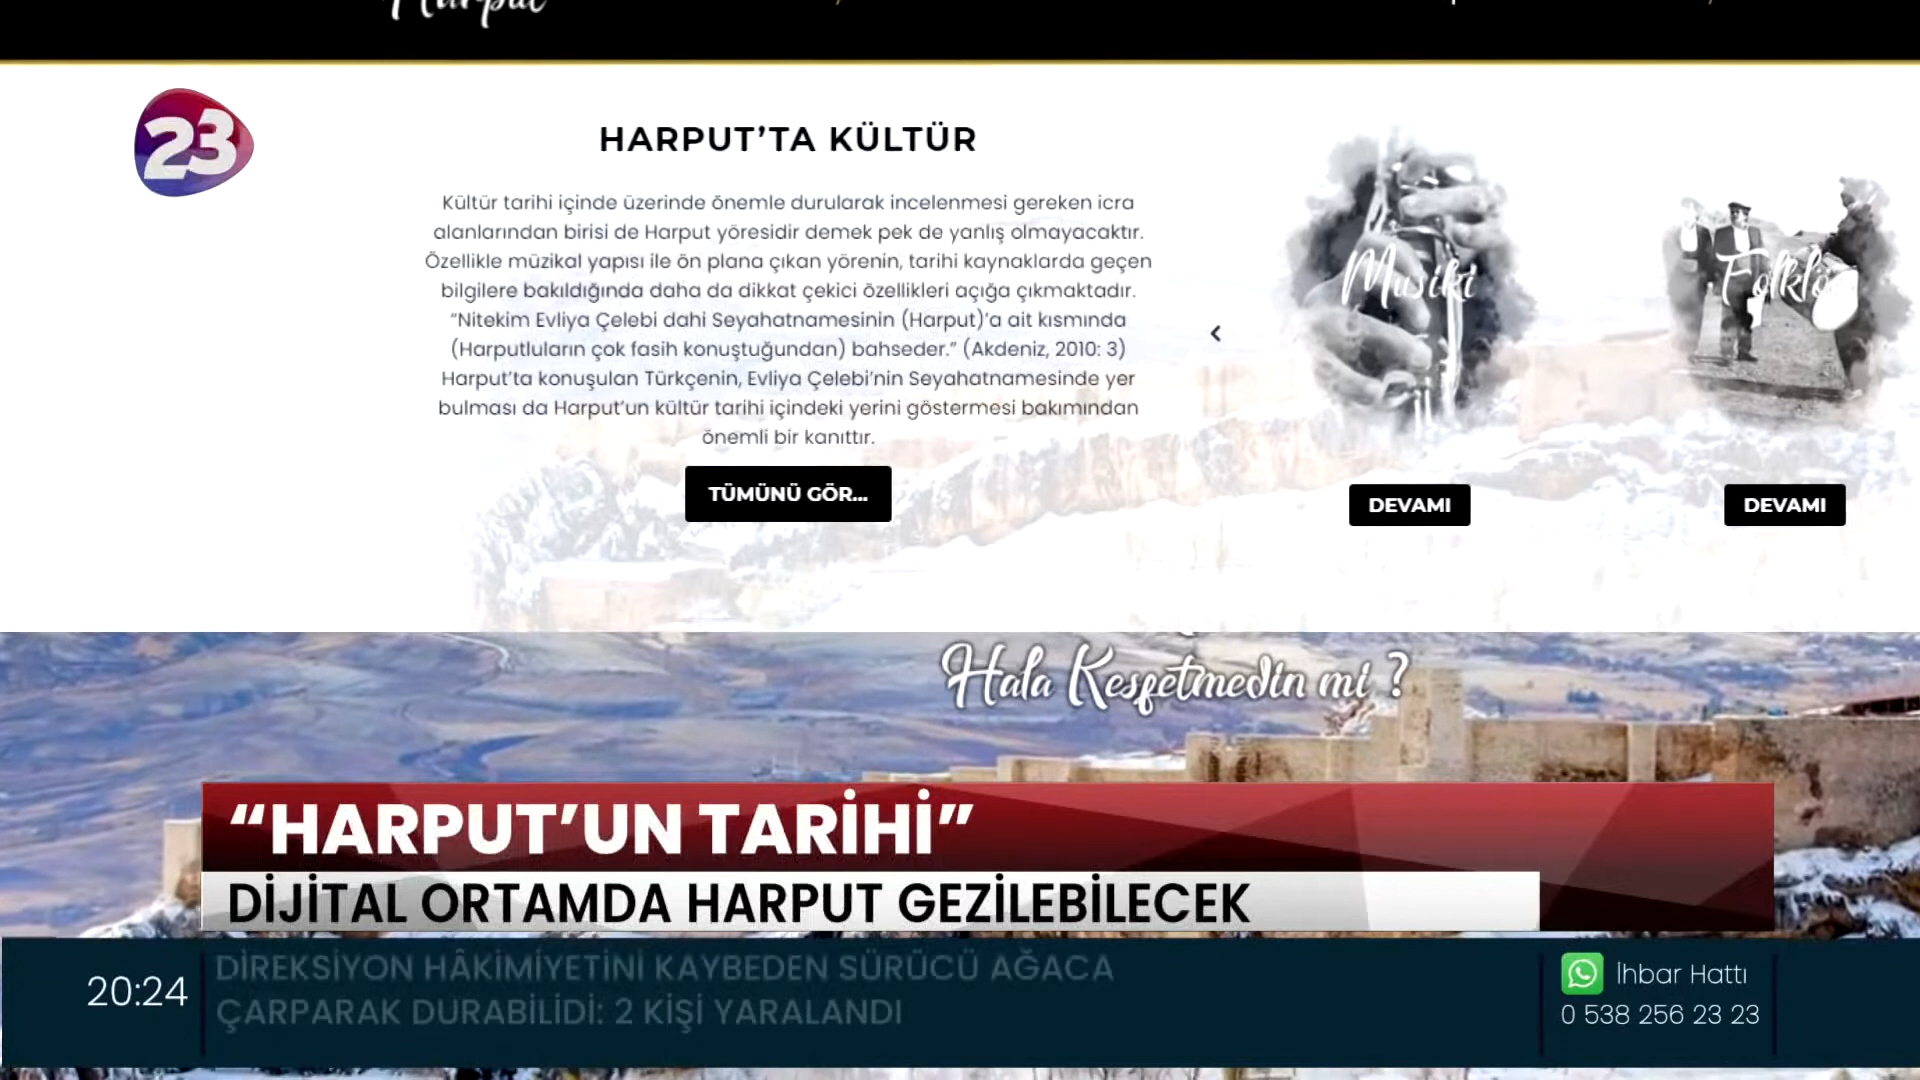 Harput
23
HARPUT’TA KÜLTÜR
Kültür tarihi içinde üzerinde önemle durularak incelenmesi gereken icra
alanlarından birisi de Harput yöresidir demek pek de yanlış olmayacaktır.
Özellikle müzikal yapısı ile ön plana çıkan yörenin, tarihi kaynaklarda geçen
bilgilere bakıldığında daha da dikkat çekici özellikleri açığa çıkmaktadır.
“Nitekim Evliya Çelebi dahi Seyahatnamesinin (Harput)’a ait kısmında
(Harputluların çok fasih konuştuğundan) bahseder.” (Akdeniz, 2010: 3)
Harput’ta konuşulan Türkçenin, Evliya Çelebi’nin Seyahatnamesinde yer
bulması da Harput’un kültür tarihi içindeki yerini göstermesi bakımından
önemli bir kanıttır.
TÜMÜNÜ GÖR...
Musiki
Folklo
DEVAMI
DEVAMI
Hala Keşfetmedin mi ?
“HARPUT’UN TARİHİ”
DİJİTAL ORTAMDA HARPUT GEZİLEBİLECEK
20:24
DİREKSİYON HÂKİMİYETİNİ KAYBEDEN SÜRÜCÜ AĞACA
ÇARPARAK DURABİLİDİ: 2 KİŞİ YARALANDI
İhbar Hattı
0 538 256 23 23